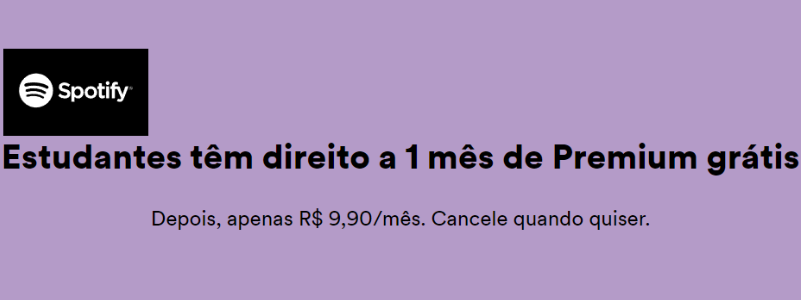 Spotify
Estudantes têm direito a 1 mês de Premium grátis
Depois, apenas R$ 9,90/mês. Cancele quando quiser.